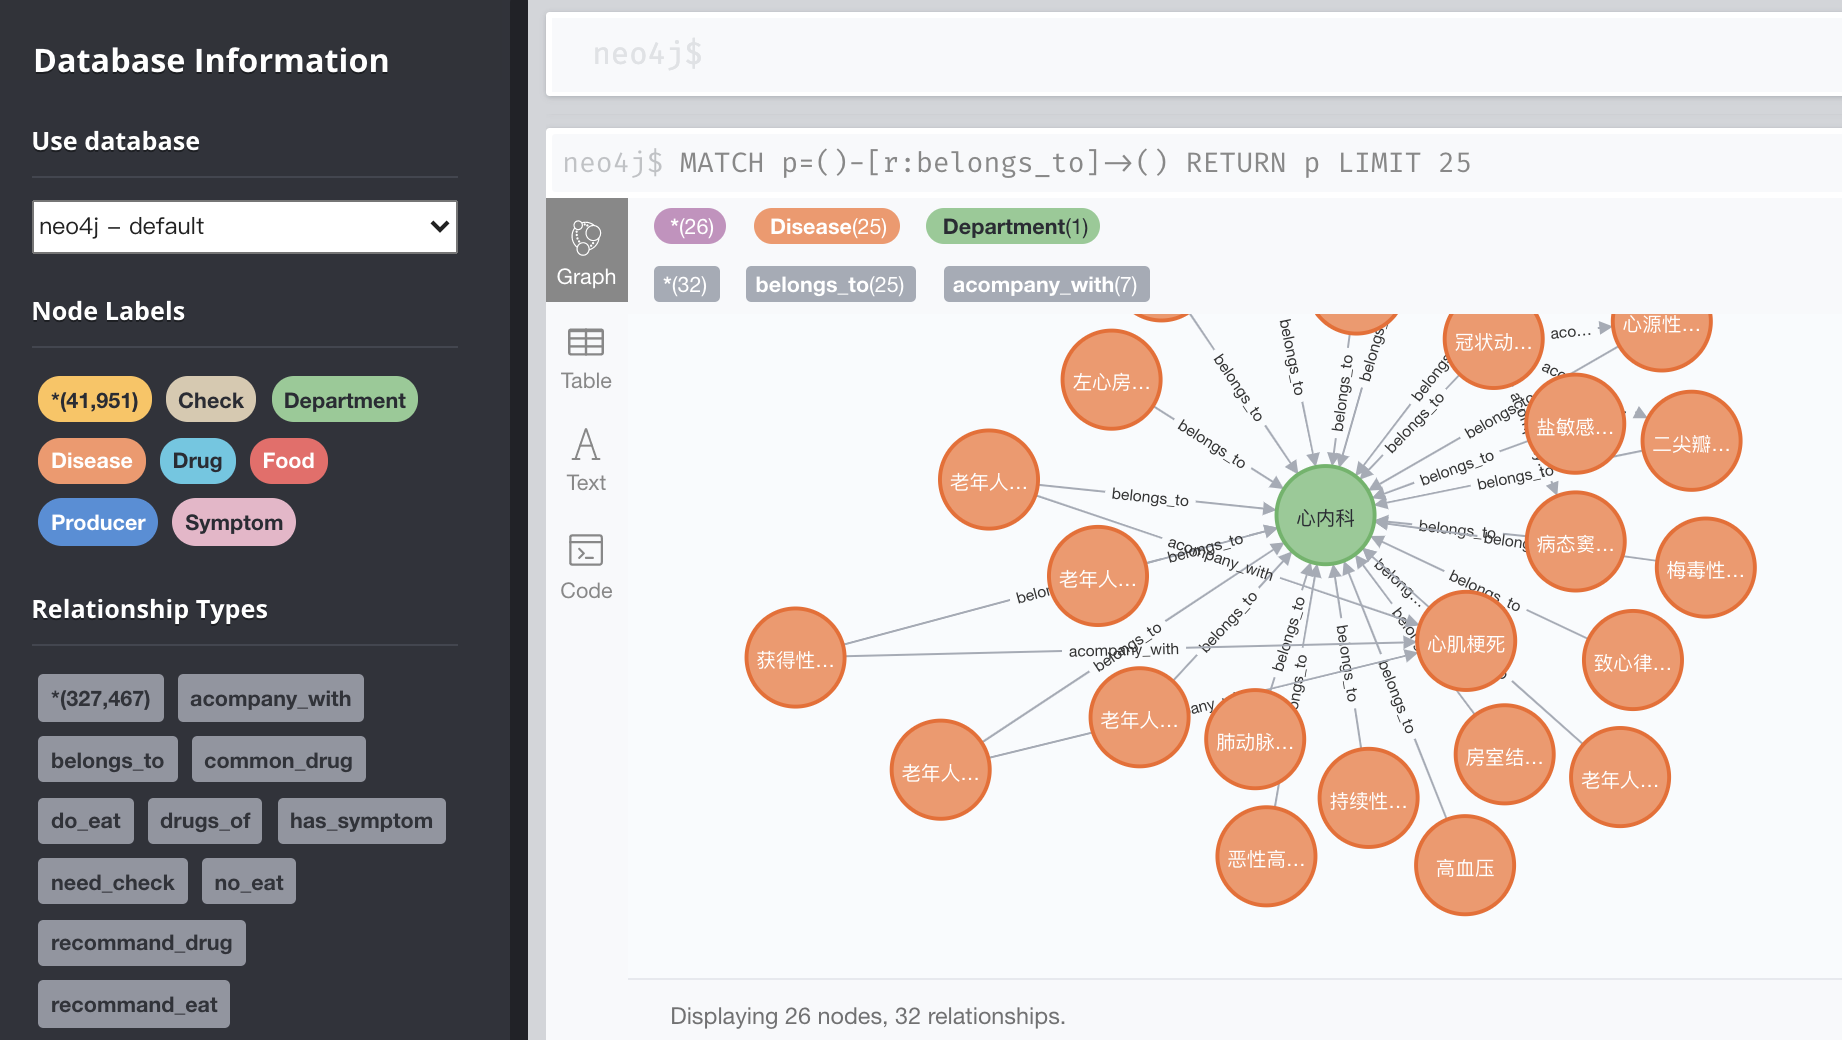 Database Information
Use database
neo4j – default
Node Labels
*(41,951) Check Department
Disease Drug Food
Producer Symptom
Relationship Types
*(327,467) acompany_with
belongs_to common_drug
do_eat drugs_of has_symptom
need_check no_eat
recommand_drug
recommand_eat
neo4j$
neo4j$ MATCH p=()-[r:belongs_to]->() RETURN p LIMIT 25
*(26) Disease(25) Department(1)
*(32) belongs_to(25) acompany_with(7)
Graph
Table
Text
Code
冠状动…
aco…
心源性…
左心房…
belongs_to
belongs_to
belongs_to
belongs_to
belongs_to
盐敏感…
二尖瓣…
belongs_to
belongs_to
belongs_to
老年人…
belongs_to
心内科
belongs_to
病态窦…
梅毒性…
老年人…
belongs_to
acompany_with
belong…
belongs_to
获得性…
acompany_with
belongs_to
belongs_to
belongs_to
belongs_to
belongs_to
心肌梗死
致心律…
老年人…
老年人…
肺动脉…
持续性…
房室结…
老年人…
恶性高…
高血压
Displaying 26 nodes, 32 relationships.